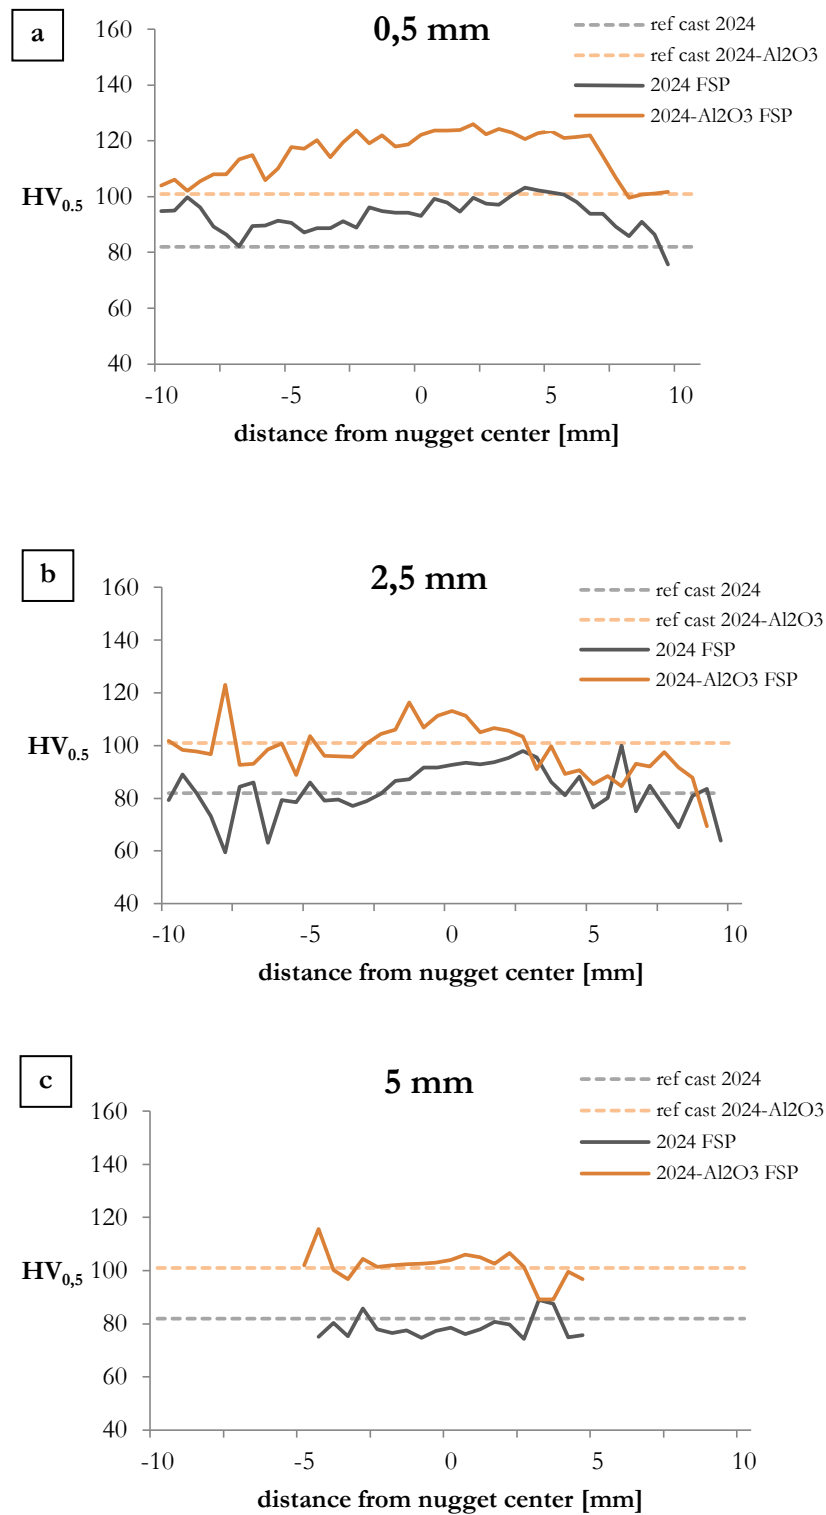 a
0,5 mm
ref cast 2024
ref cast 2024-Al2O3
2024 FSP
2024-Al2O3 FSP
160
140
120
100
80
60
40
HV0.5
-10 -5 0 5 10
distance from nugget center [mm]
b
2,5 mm
ref cast 2024
ref cast 2024-Al2O3
2024 FSP
2024-Al2O3 FSP
160
140
120
100
80
60
40
HV0.5
-10 -5 0 5 10
distance from nugget center [mm]
c
5 mm
ref cast 2024
ref cast 2024-Al2O3
2024 FSP
2024-Al2O3 FSP
160
140
120
100
80
60
40
HV0,5
-10 -5 0 5 10
distance from nugget center [mm]